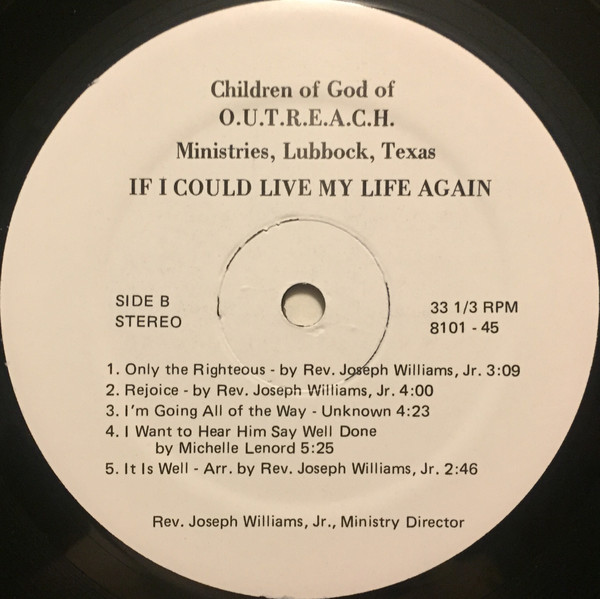 Children of God of
O.U.T.R.E.A.C.H.
Ministries, Lubbock, Texas
IF I COULD LIVE MY LIFE AGAIN
SIDE B
STEREO
33 1/3 RPM
8101 - 45
1. Only the Righteous - by Rev. Joseph Williams, Jr. 3:09
2. Rejoice - by Rev. Joseph Williams, Jr. 4:00
3. I'm Going All of the Way - Unknown 4:23
4. I Want to Hear Him Say Well Done
by Michelle Lenord 5:25
5. It Is Well - Arr. by Rev. Joseph Williams, Jr. 2:46
Rev. Joseph Williams, Jr., Ministry Director